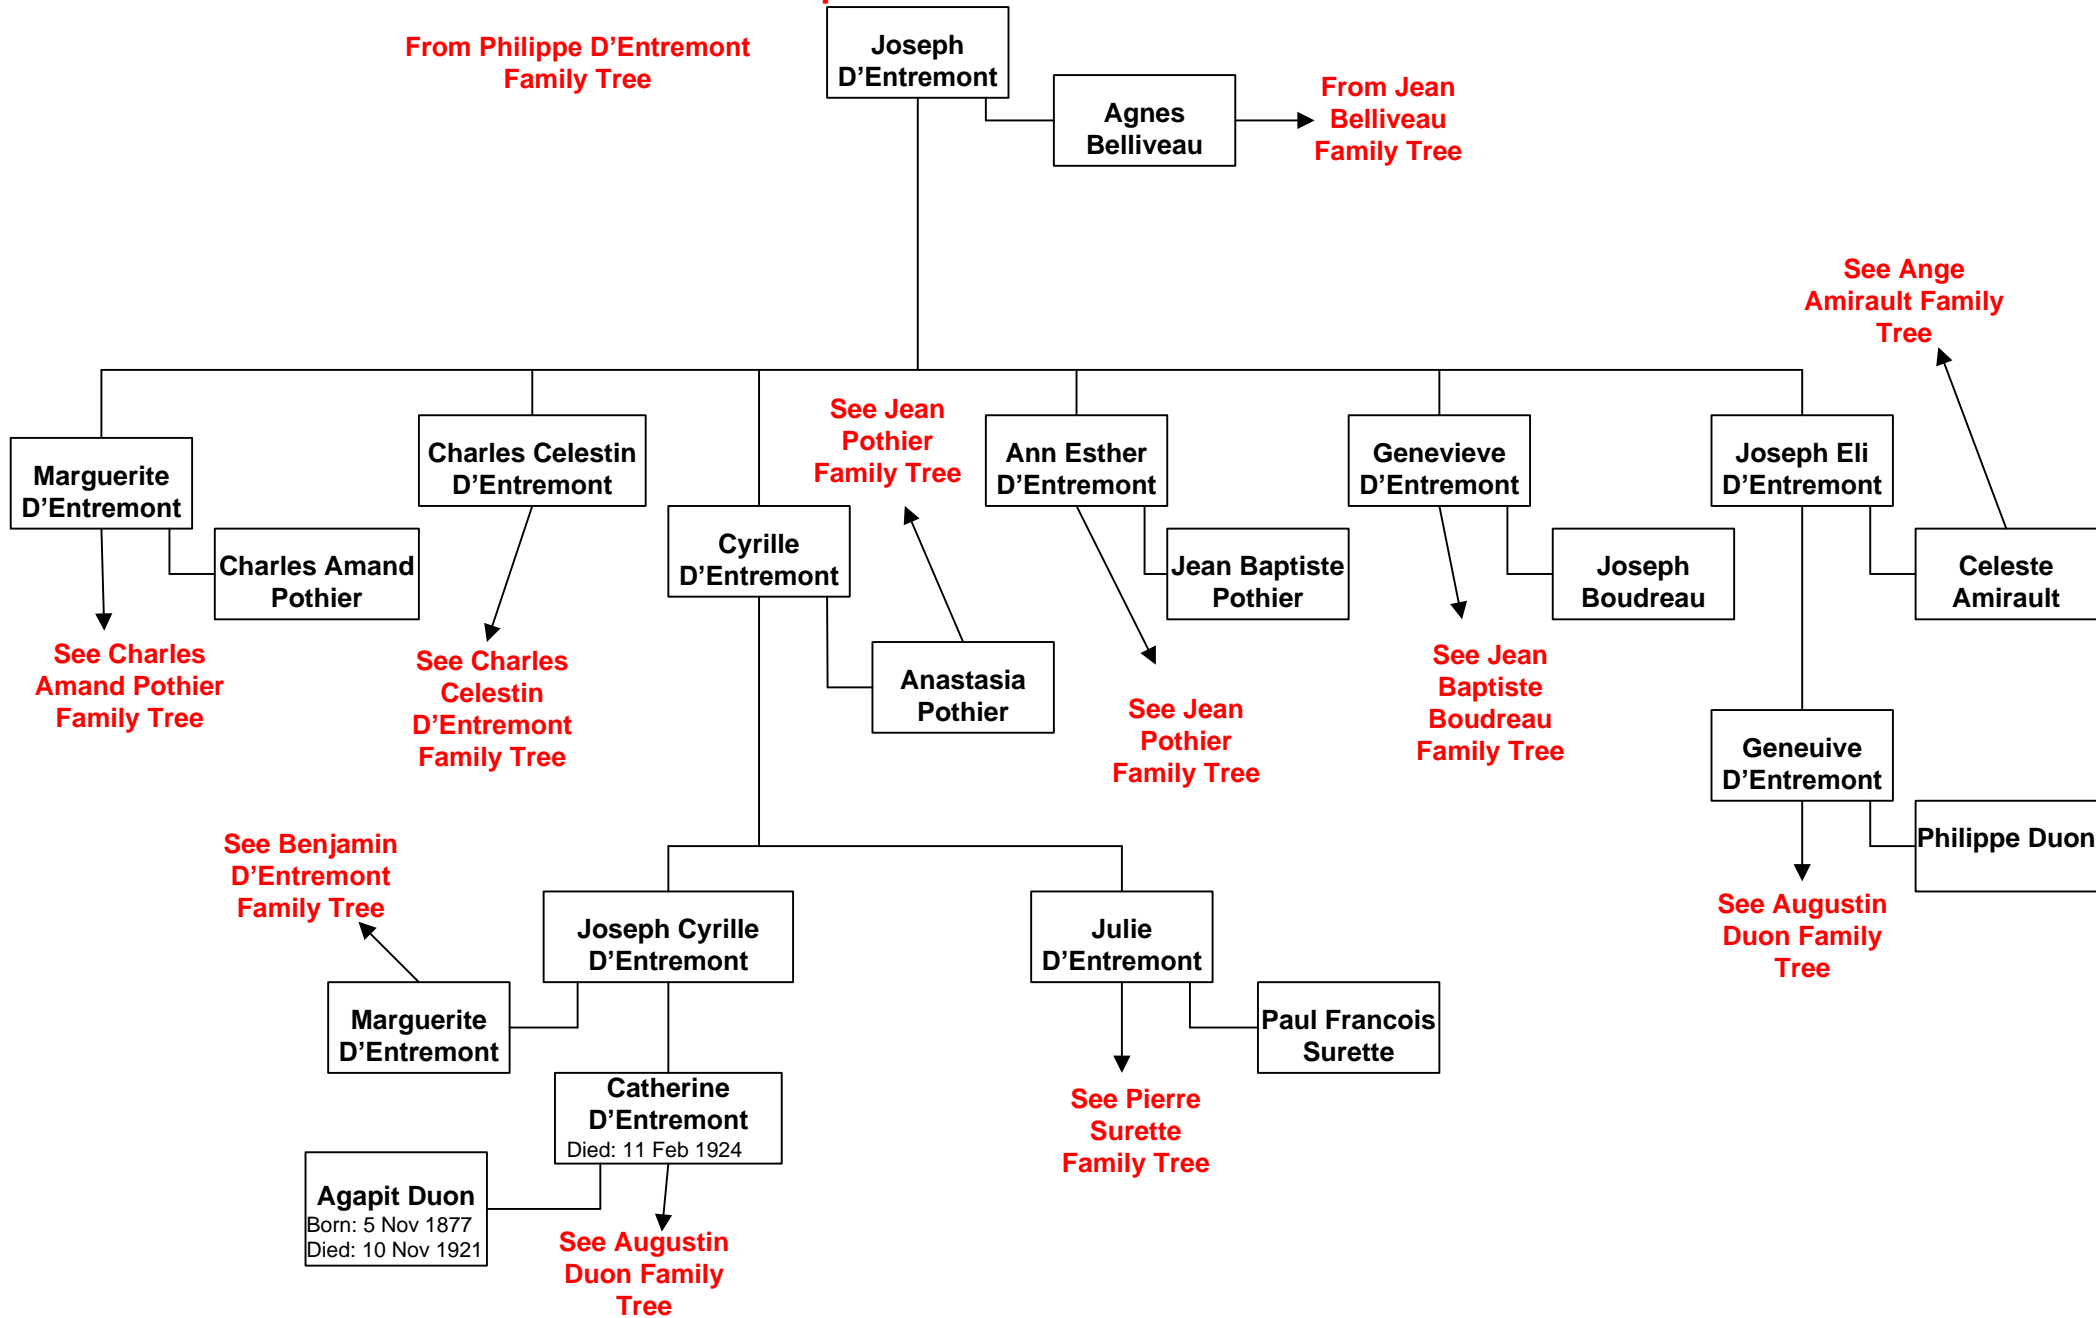 From Philippe D’Entremont
Family Tree
Joseph
D’Entremont
Agnes
Belliveau
From Jean
Belliveau
Family Tree
See Ange
Amirault Family
Tree
Marguerite
D’Entremont
Charles Amand
Pothier
See Charles
Amand Pothier
Family Tree
Charles Celestin
D’Entremont
See Charles
Celestin
D’Entremont
Family Tree
Cyrille
D’Entremont
See Jean
Pothier
Family Tree
Anastasia
Pothier
Ann Esther
D’Entremont
Jean Baptiste
Pothier
See Jean
Pothier
Family Tree
Genevieve
D’Entremont
Joseph
Boudreau
See Jean
Baptiste
Boudreau
Family Tree
Joseph Eli
D’Entremont
Celeste
Amirault
Geneuive
D’Entremont
Philippe Duon
See Augustin
Duon Family
Tree
See Benjamin
D’Entremont
Family Tree
Joseph Cyrille
D’Entremont
Marguerite
D’Entremont
Julie
D’Entremont
Paul Francois
Surette
See Pierre
Surette
Family Tree
Catherine
D’Entremont
Died: 11 Feb 1924
Agapit Duon
Born: 5 Nov 1877
Died: 10 Nov 1921
See Augustin
Duon Family
Tree